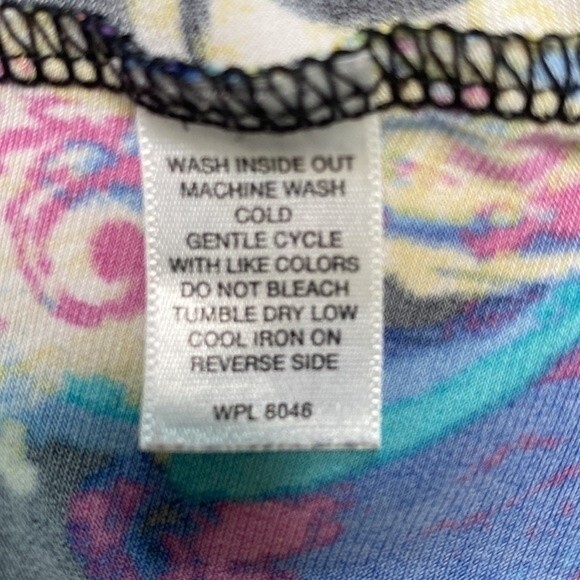 WASH INSIDE OUT
MACHINE WASH
COLD
GENTLE CYCLE
WITH LIKE COLORS
DO NOT BLEACH
TUMBLE DRY LOW
COOL IRON ON
REVERSE SIDE
WPL 8046